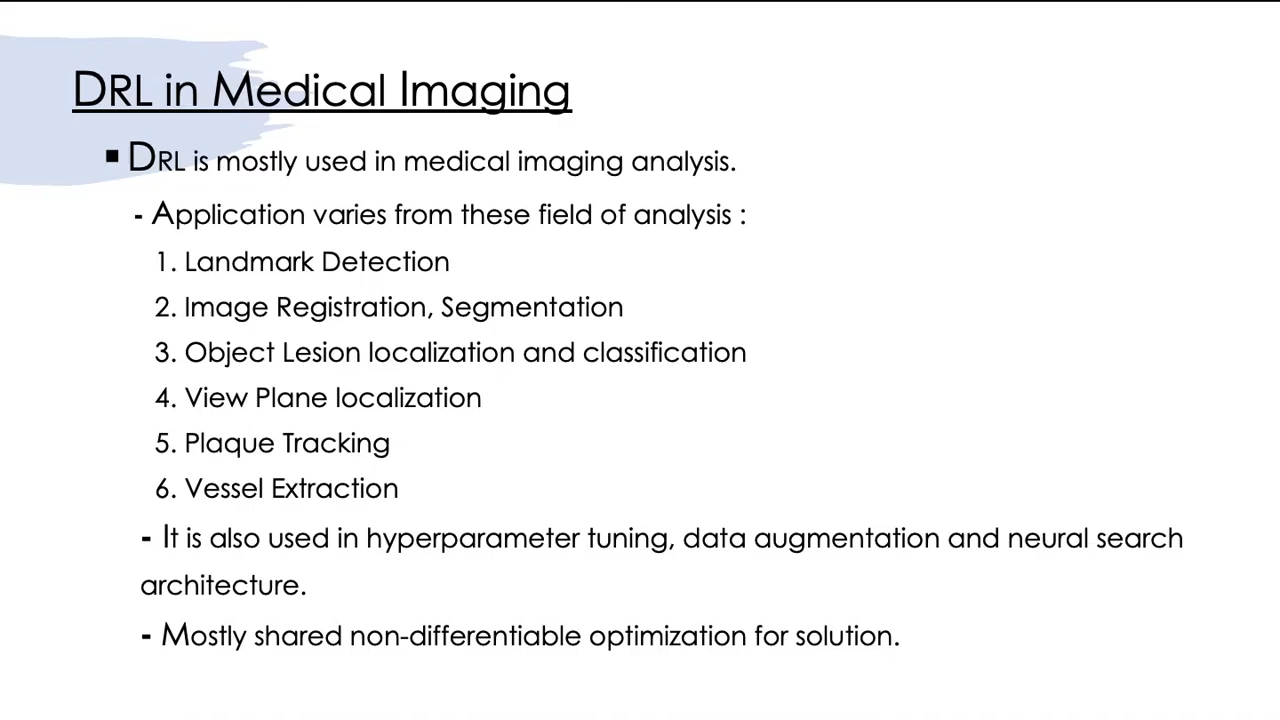 DRL in Medical Imaging
▪ DRL is mostly used in medical imaging analysis.
- Application varies from these field of analysis :
1. Landmark Detection
2. Image Registration, Segmentation
3. Object Lesion localization and classification
4. View Plane localization
5. Plaque Tracking
6. Vessel Extraction
- It is also used in hyperparameter tuning, data augmentation and neural search
architecture.
- Mostly shared non-differentiable optimization for solution.